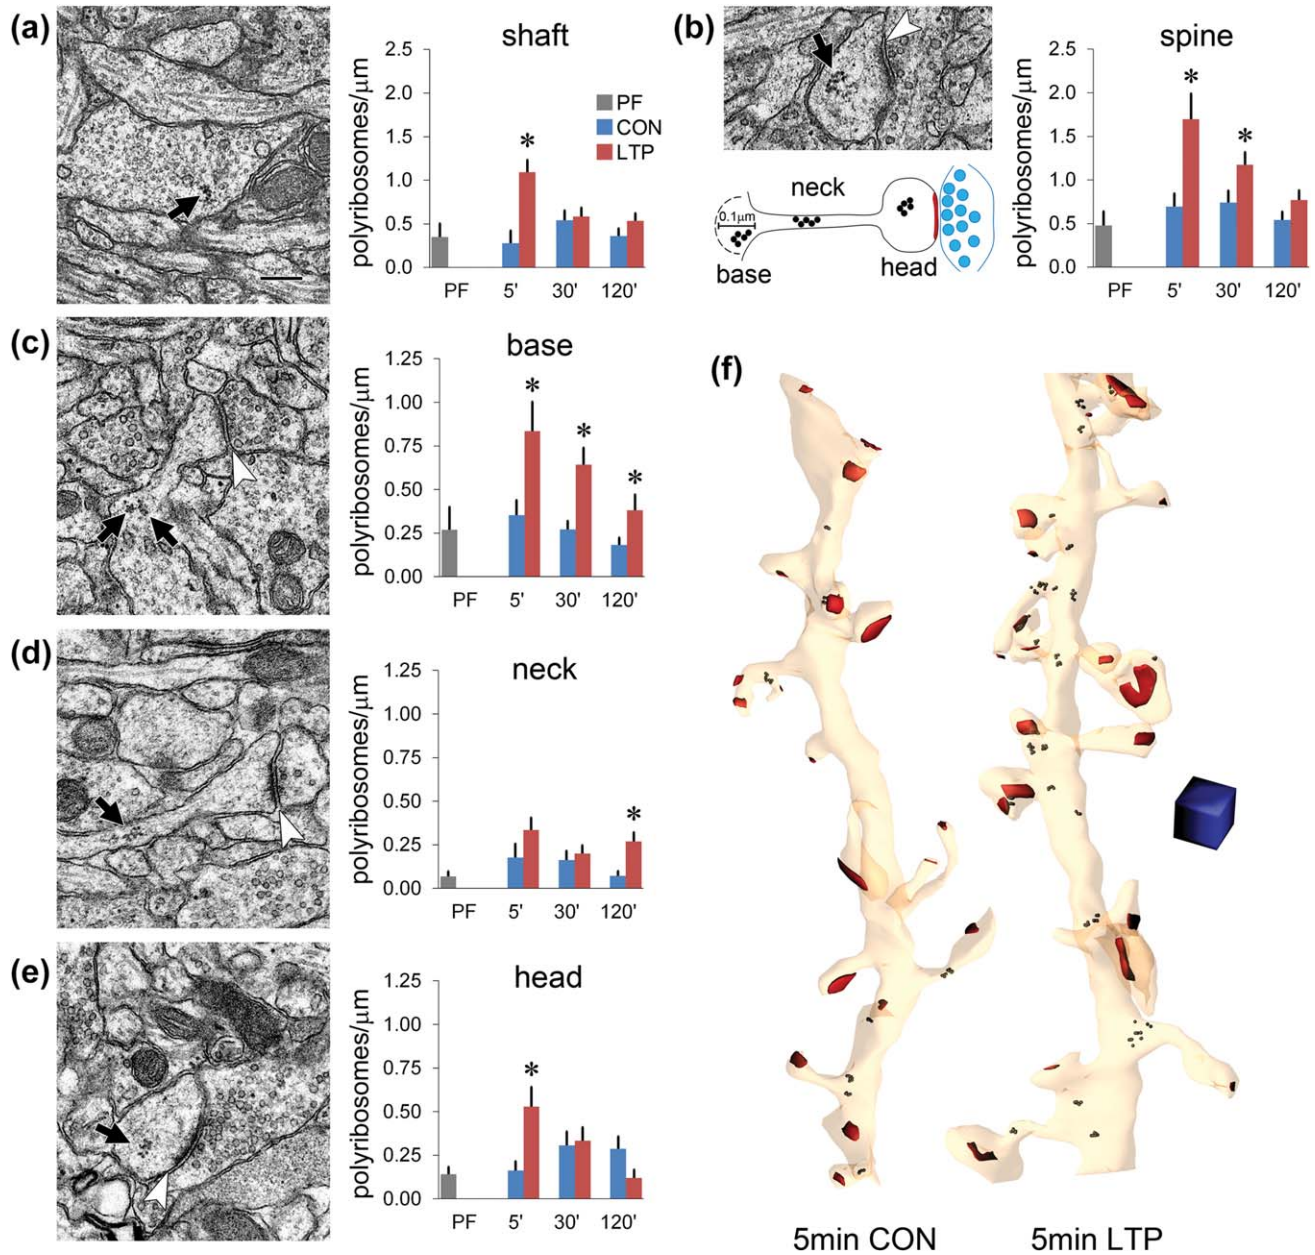 (a)
shaft
polyribosomes/µm
2.5
2.0
1.5
1.0
0.5
0.0
PF
CON
LTP
*
PF 5' 30' 120'
(b)
spine
neck
0.1µm
base
head
polyribosomes/µm
2.5
2.0
1.5
1.0
0.5
0.0
* *
PF 5' 30' 120'
(c)
base
polyribosomes/µm
1.25
1.00
0.75
0.50
0.25
0.00
* * *
PF 5' 30' 120'
(d)
neck
polyribosomes/µm
1.25
1.00
0.75
0.50
0.25
0.00
*
PF 5' 30' 120'
(e)
head
polyribosomes/µm
1.25
1.00
0.75
0.50
0.25
0.00
*
PF 5' 30' 120'
(f)
5min CON 5min LTP